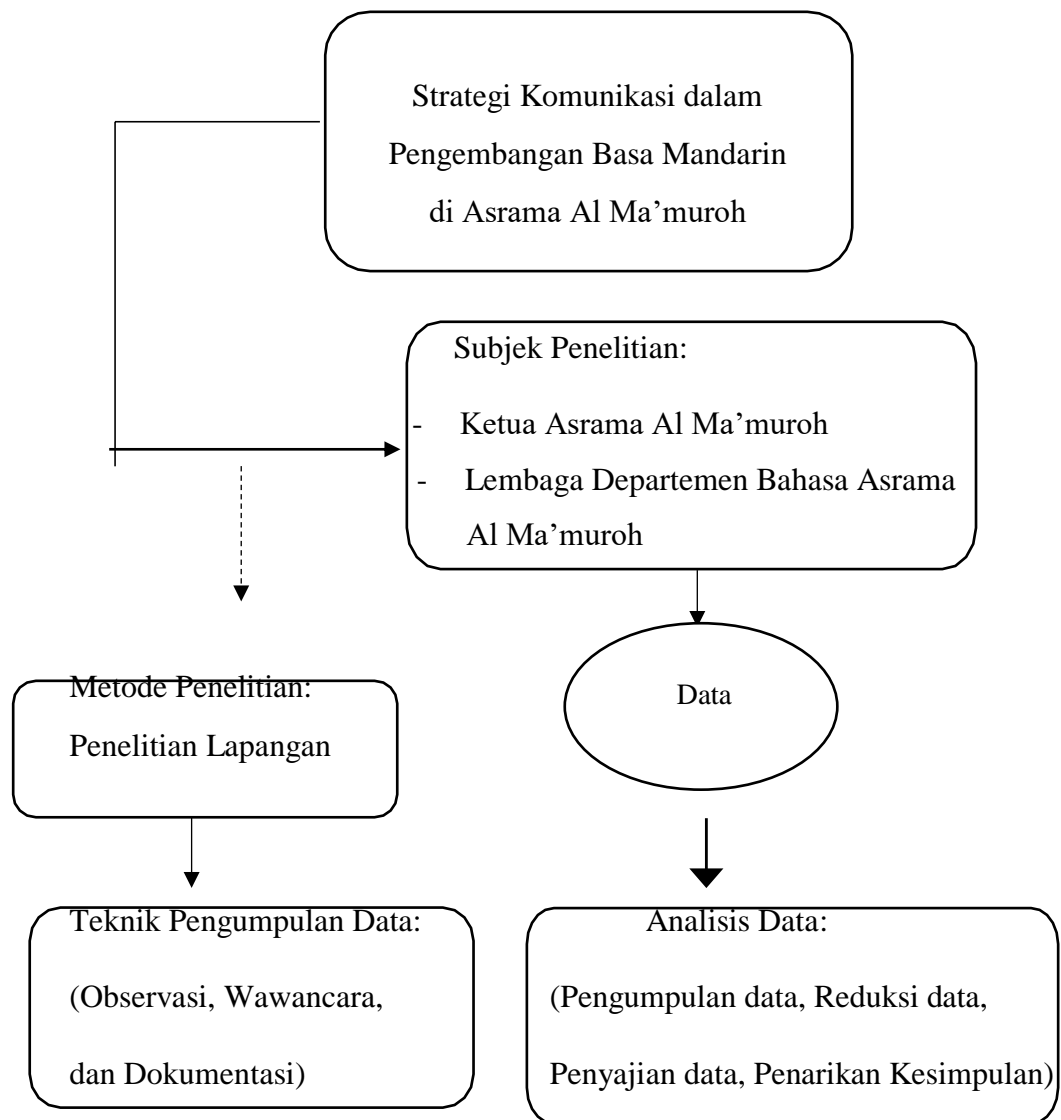 Strategi Komunikasi dalam
Pengembangan Basa Mandarin
di Asrama Al Ma’muroh
Subjek Penelitian:
- Ketua Asrama Al Ma’muroh
- Lembaga Departemen Bahasa Asrama
Al Ma’muroh
Metode Penelitian:
Penelitian Lapangan
Data
Teknik Pengumpulan Data:
(Observasi, Wawancara,
dan Dokumentasi)
Analisis Data:
(Pengumpulan data, Reduksi data,
Penyajian data, Penarikan Kesimpulan)